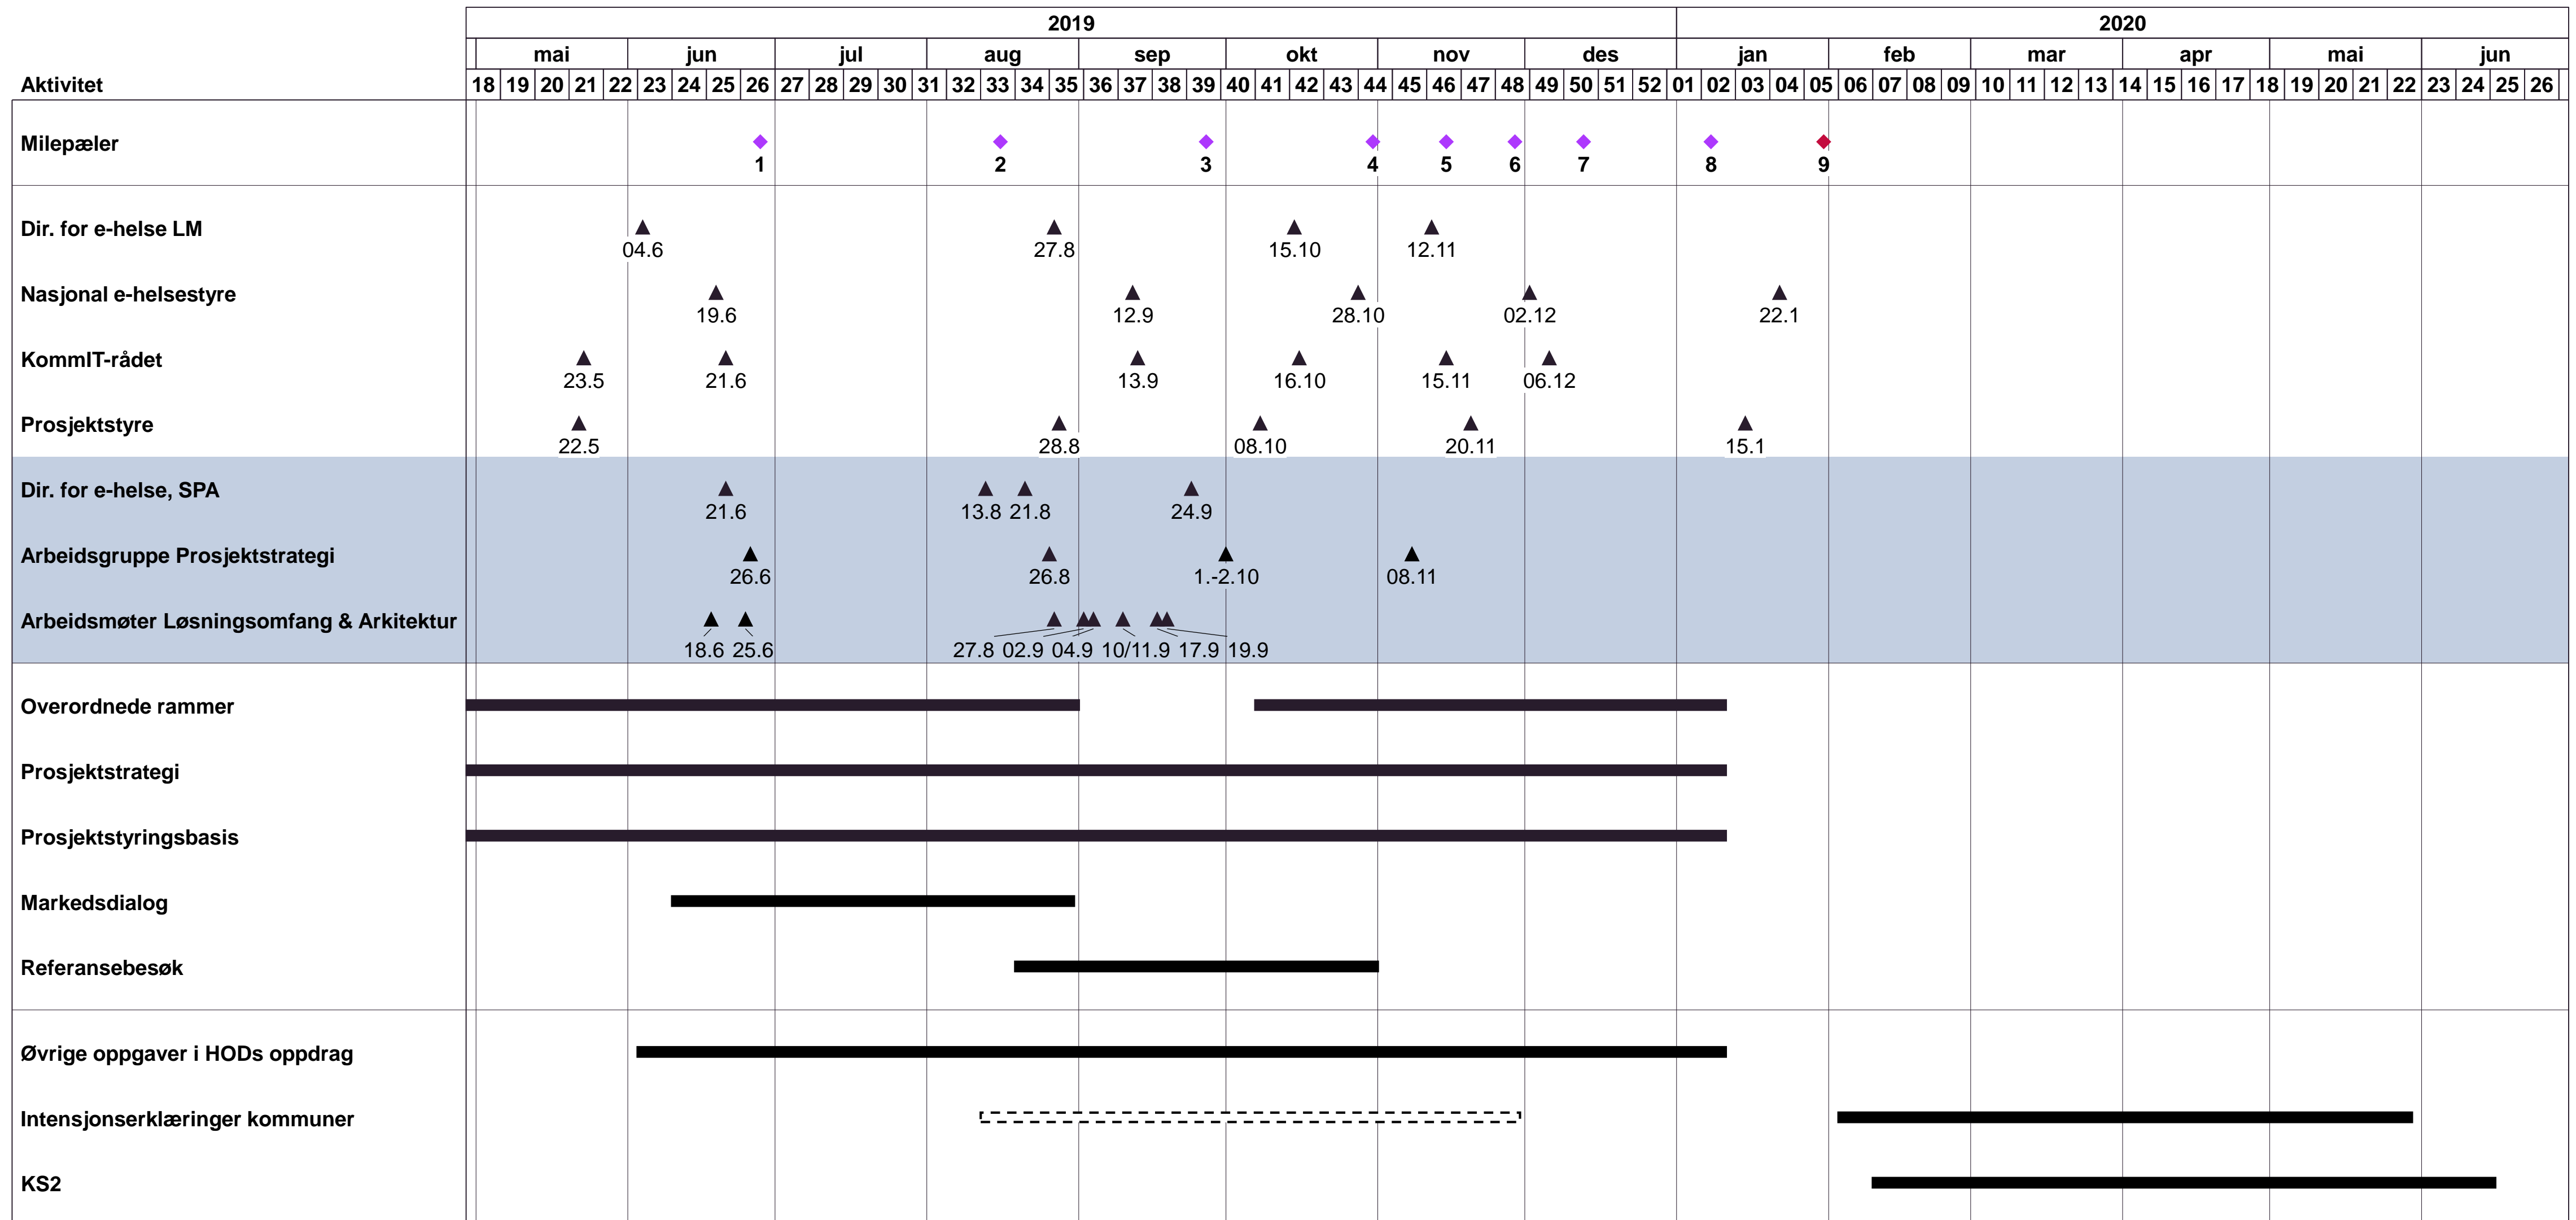 2019 2020
mai jun jul aug sep okt nov des jan feb mar apr mai jun
Aktivitet 18 19 20 21 22 23 24 25 26 27 28 29 30 31 32 33 34 35 36 37 38 39 40 41 42 43 44 45 46 47 48 49 50 51 52 01 02 03 04 05 06 07 08 09 10 11 12 13 14 15 16 17 18 19 20 21 22 23 24 25 26
Milepæler
1 2 3 4 5 6 7 8 9
Dir. for e-helse LM
04.6 27.8 15.10 12.11
Nasjonal e-helsestyre
19.6 12.9 28.10 02.12 22.1
KommIT-rådet
23.5 21.6 13.9 16.10 15.11 06.12
Prosjektstyre
22.5 28.8 08.10 20.11 15.1
Dir. for e-helse, SPA
21.6 13.8 21.8 24.9
Arbeidsgruppe Prosjektstrategi
26.6 26.8 1.-2.10 08.11
Arbeidsmøter Løsningsomfang & Arkitektur
18.6 25.6 27.8 02.9 04.9 10/11.9 17.9 19.9
Overordnede rammer
Prosjektstrategi
Prosjektstyringsbasis
Markedsdialog
Referansebesøk
Øvrige oppgaver i HODs oppdrag
Intensjonserklæringer kommuner
KS2